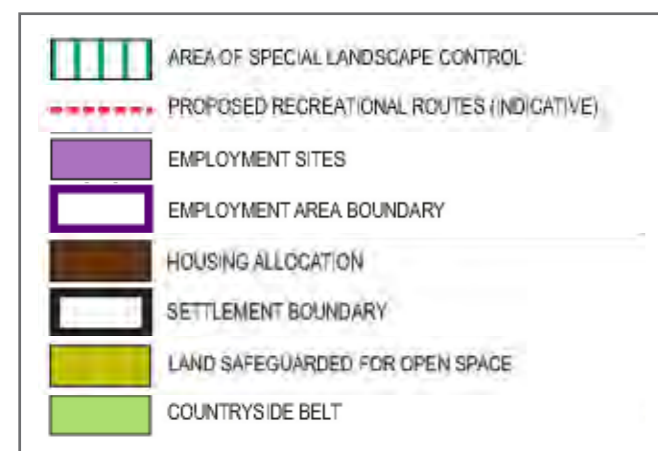 AREA OF SPECIAL LANDSCAPE CONTROL
PROPOSED RECREATIONAL ROUTES (INDICATIVE)
EMPLOYMENT SITES
EMPLOYMENT AREA BOUNDARY
HOUSING ALLOCATION
SETTLEMENT BOUNDARY
LAND SAFEGUARDED FOR OPEN SPACE
COUNTRYSIDE BELT